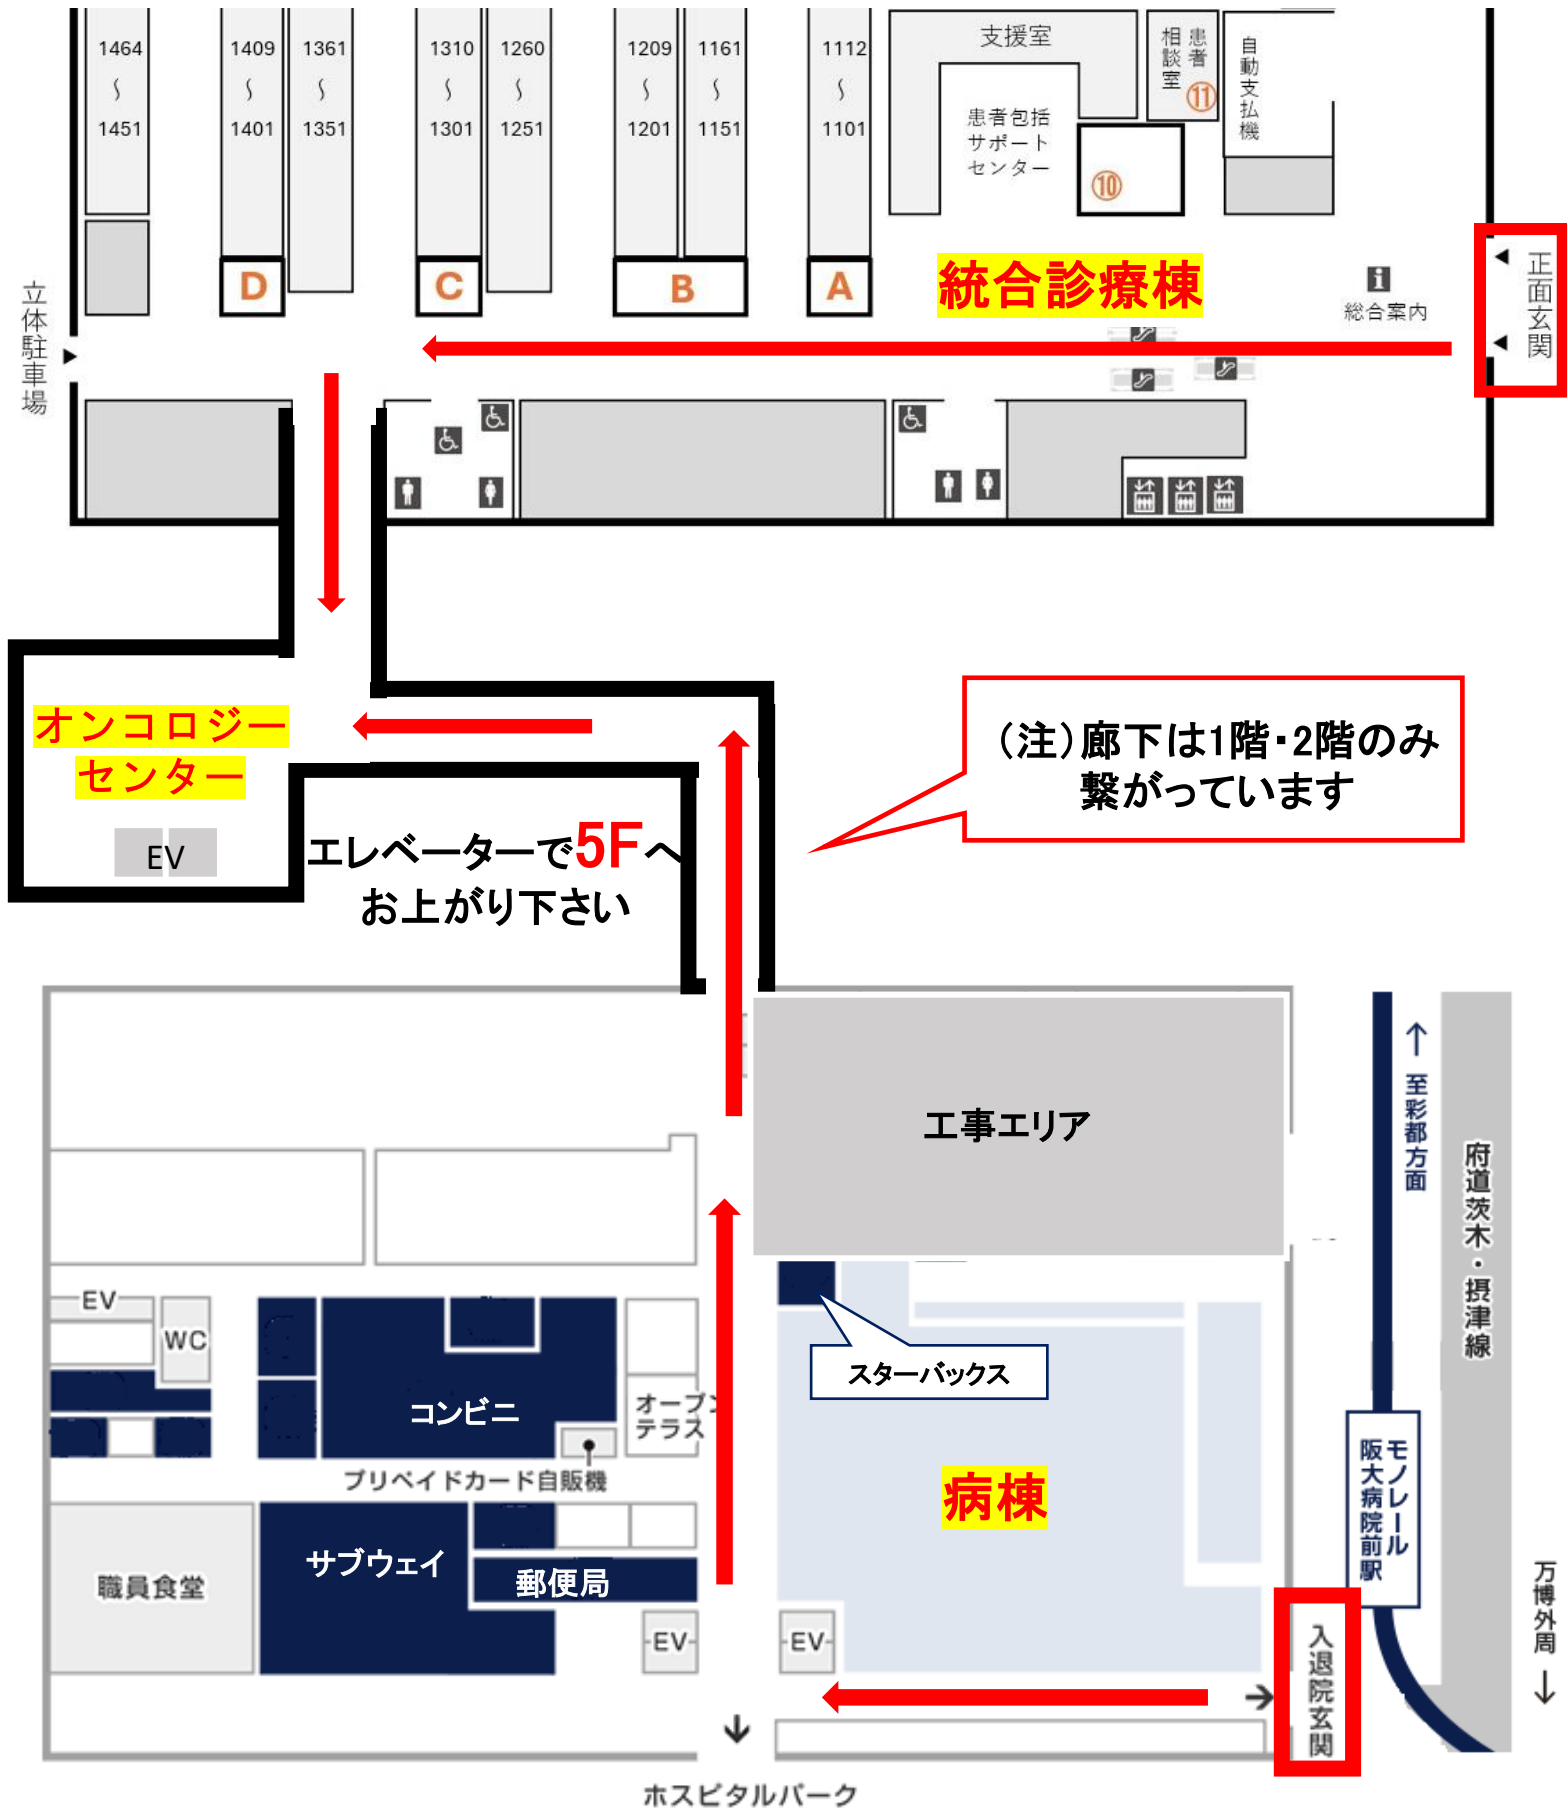 1464
〜
1451
1409
〜
1401
1361
〜
1351
1310
〜
1301
1260
〜
1251
1209
〜
1201
1161
〜
1151
1112
〜
1101
支援室
患者包括
サポート
センター
⑩
患者
相談室
⑪
自動支払機
D
C
B
A
統合診療棟
総合案内
正面玄関
立体駐車場
オンコロジー
センター
EV
エレベーターで5Fへ
お上がり下さい
（注）廊下は1階・2階のみ
繋がっています
工事エリア
↑至彩都方面
府道茨木・摂津線
EV
WC
コンビニ
オープン
テラス
プリペイドカード自販機
スターバックス
病棟
モノレール
阪大病院前駅
職員食堂
サブウェイ
郵便局
EV
EV
入退院玄関
万博外周↓
ホスピタルパーク